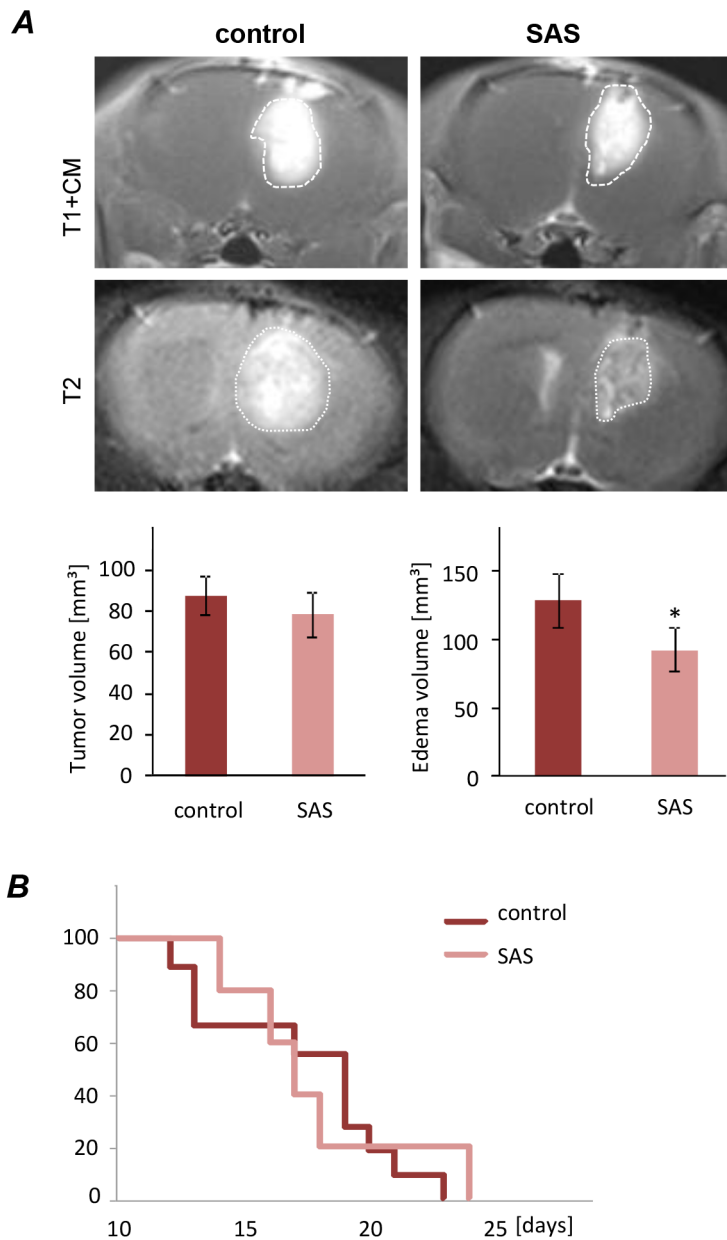 A
control SAS
T1+CM
T2
Tumor volume [mm³]
100
80
60
40
20
0
control SAS
Edema volume [mm³]
150
100
50
0
*
control SAS
B
control
SAS
100
80
60
40
20
0
10 15 20 25 [days]